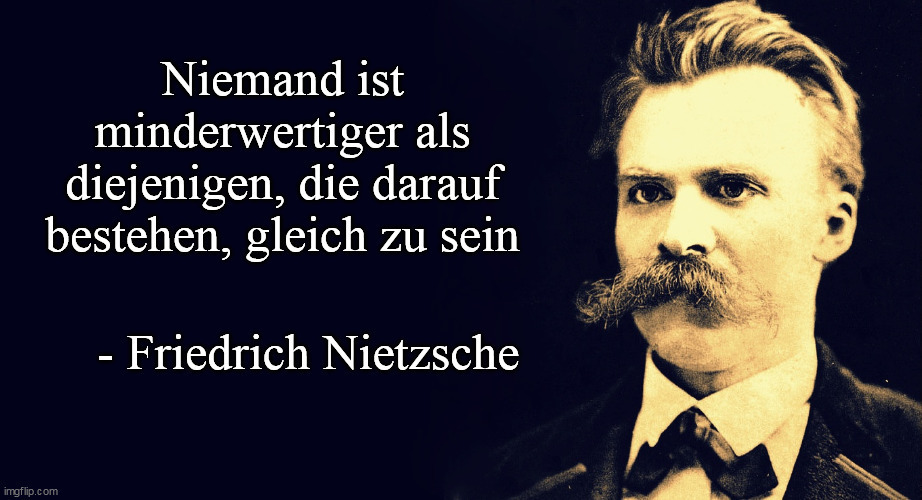 Niemand ist
minderwertiger als
diejenigen, die darauf
bestehen, gleich zu sein
- Friedrich Nietzsche
imgflip.com